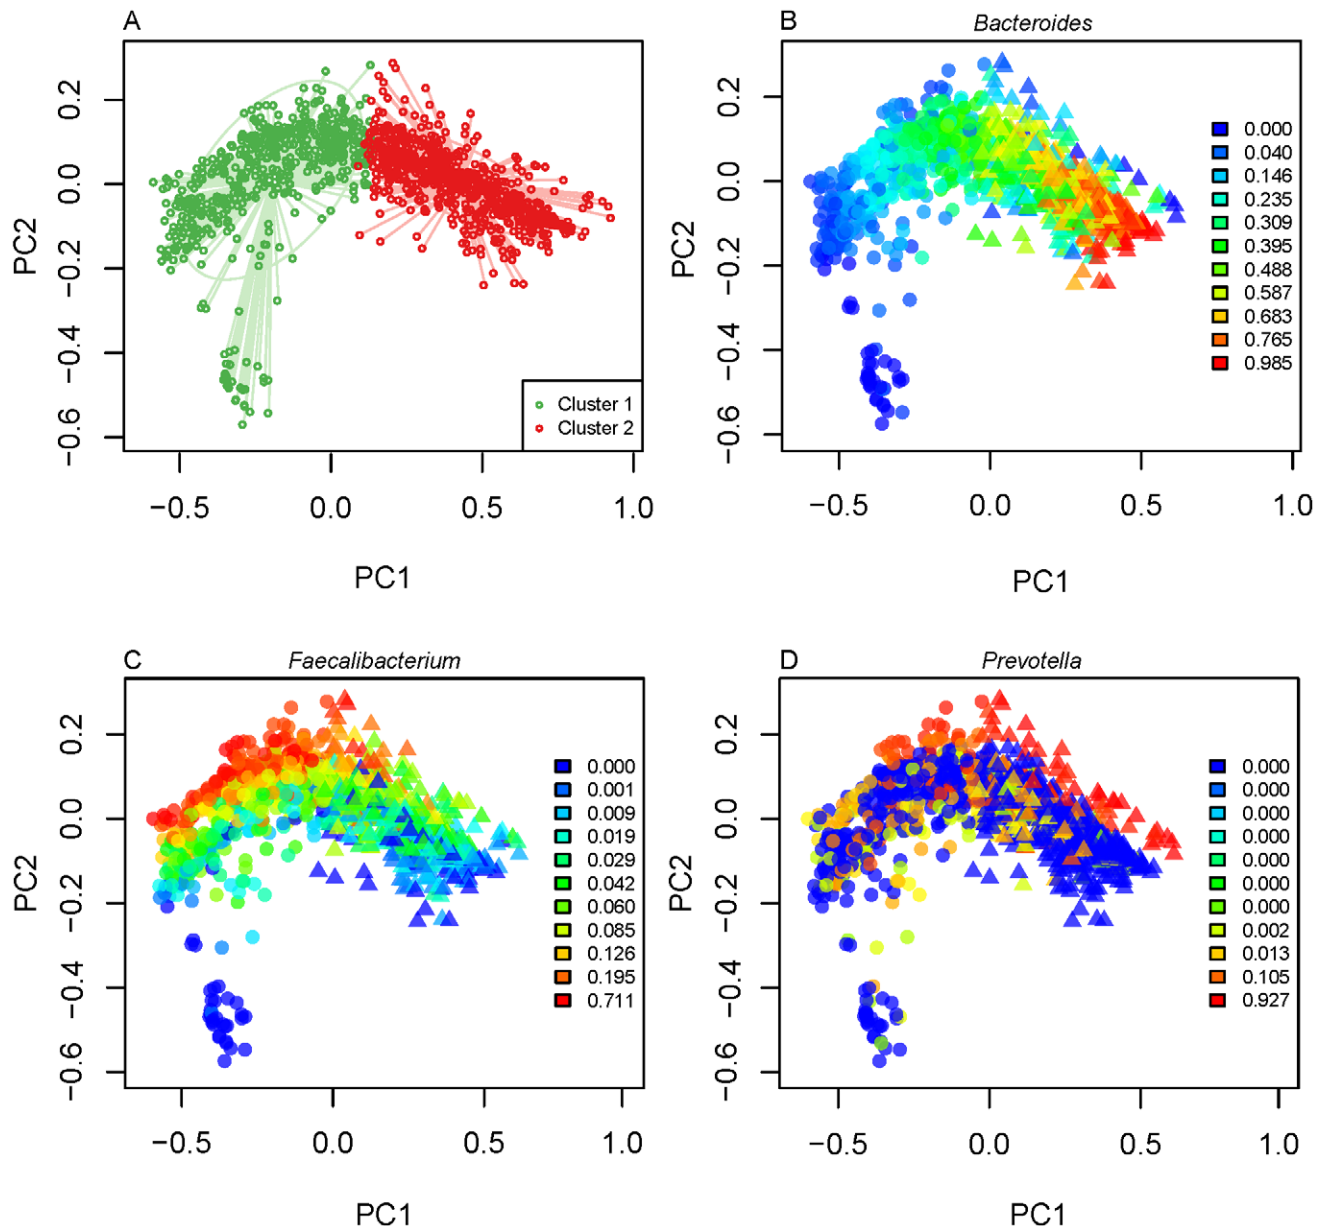 A
PC2
0.2
0.0
−0.2
−0.4
−0.6
Cluster 1
Cluster 2
−0.5 0.0 0.5 1.0
PC1
B Bacteroides
PC2
0.2
0.0
−0.2
−0.4
−0.6
0.000
0.040
0.146
0.235
0.309
0.395
0.488
0.587
0.683
0.765
0.985
−0.5 0.0 0.5 1.0
PC1
C Faecalibacterium
PC2
0.2
0.0
−0.2
−0.4
−0.6
0.000
0.001
0.009
0.019
0.029
0.042
0.060
0.085
0.126
0.195
0.711
−0.5 0.0 0.5 1.0
PC1
D Prevotella
PC2
0.2
0.0
−0.2
−0.4
−0.6
0.000
0.000
0.000
0.000
0.000
0.000
0.000
0.002
0.013
0.105
0.927
−0.5 0.0 0.5 1.0
PC1